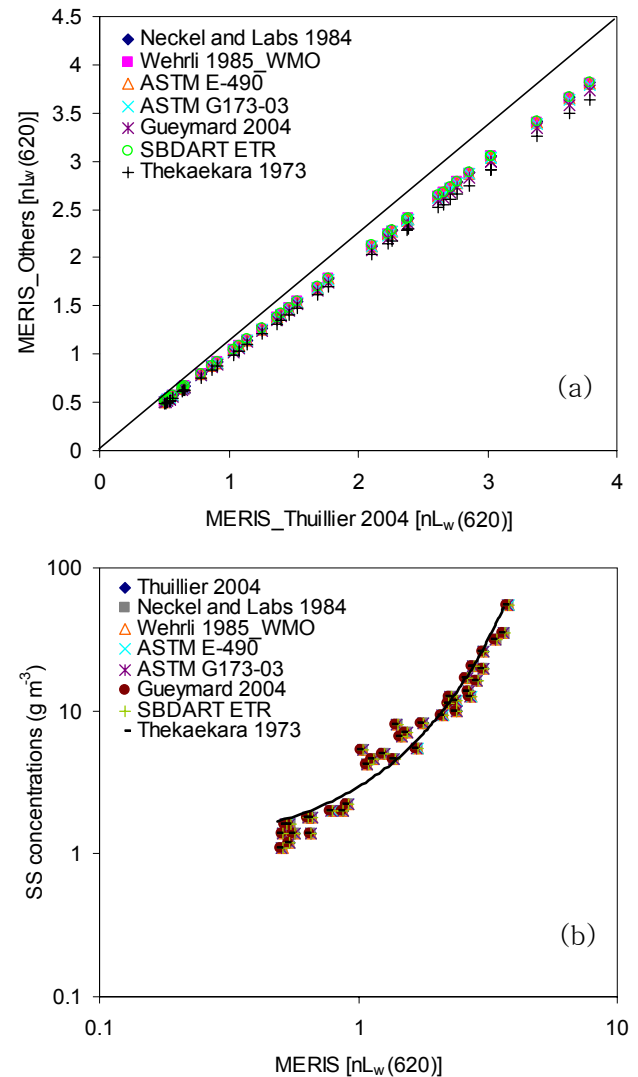 4.5
4
3.5
3
2.5
2
1.5
1
0.5
0
MERIS_Others [nLw(620)]
Neckel and Labs 1984
Wehrli 1985_WMO
ASTM E-490
ASTM G173-03
Gueymard 2004
SBDART ETR
Thekaekara 1973
(a)
0 1 2 3 4
MERIS_Thuillier 2004 [nLw(620)]
100
10
1
0.1
SS concentrations (g m-3)
Thuillier 2004
Neckel and Labs 1984
Wehrli 1985_WMO
ASTM E-490
ASTM G173-03
Gueymard 2004
SBDART ETR
Thekaekara 1973
(b)
0.1 1 10
MERIS [nLw(620)]